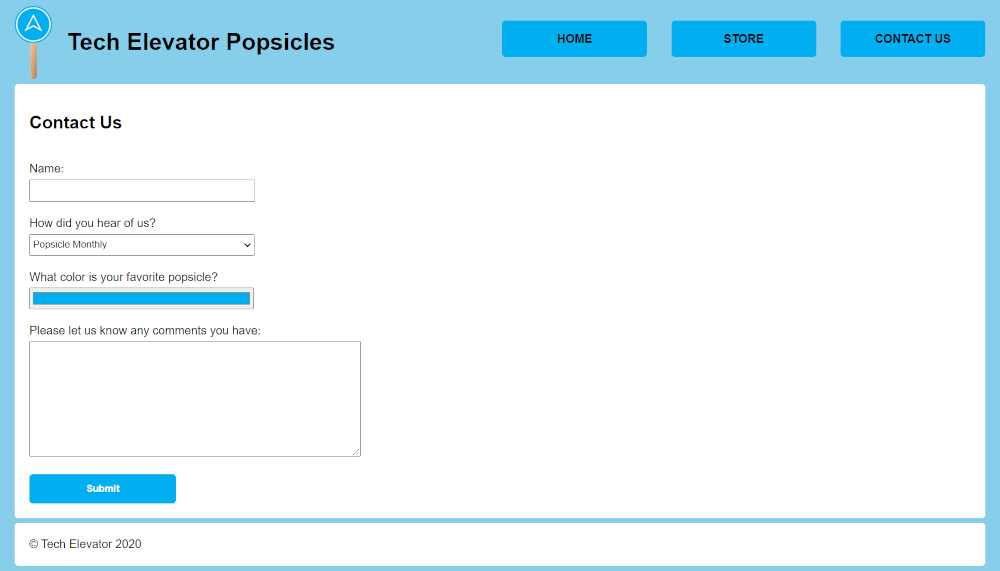 Tech Elevator Popsicles
HOME
STORE
CONTACT US
Contact Us
Name:
How did you hear of us?
Popsicle Monthly
What color is your favorite popsicle?
Please let us know any comments you have:
Submit
© Tech Elevator 2020